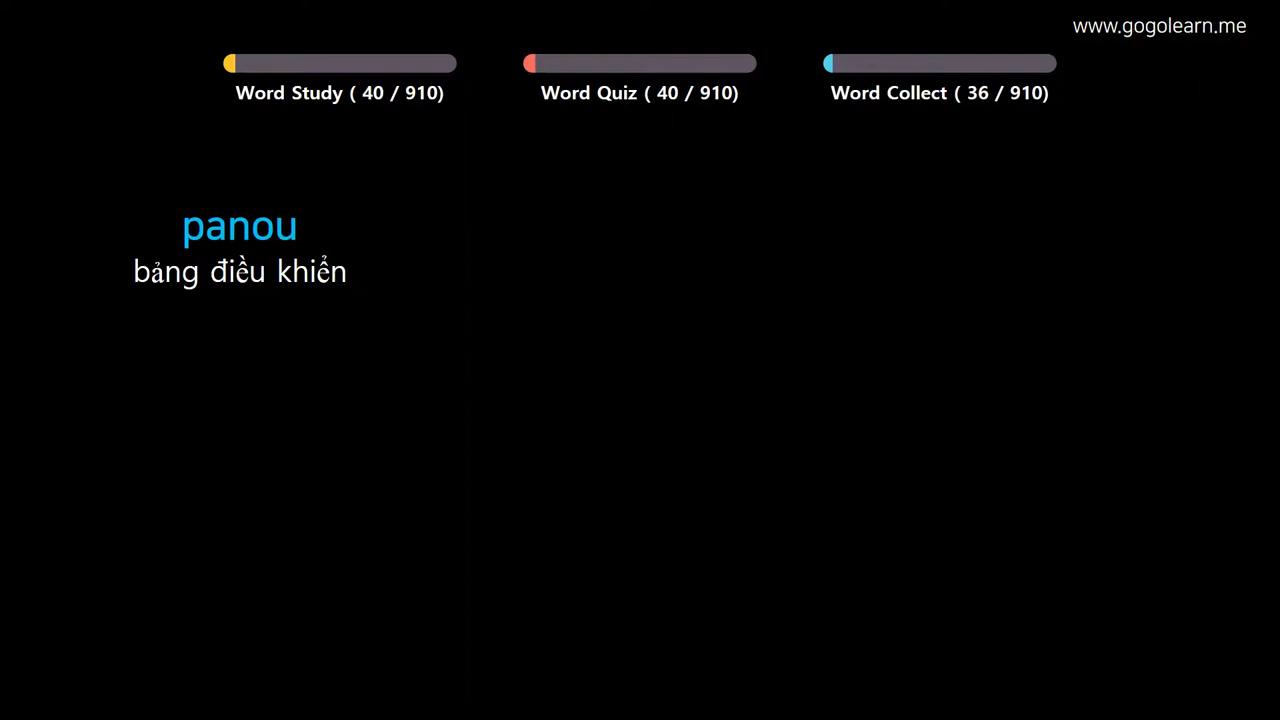 www.gogolearn.me
Word Study ( 40 / 910)
Word Quiz ( 40 / 910)
Word Collect ( 36 / 910)
panou
bảng điều khiển